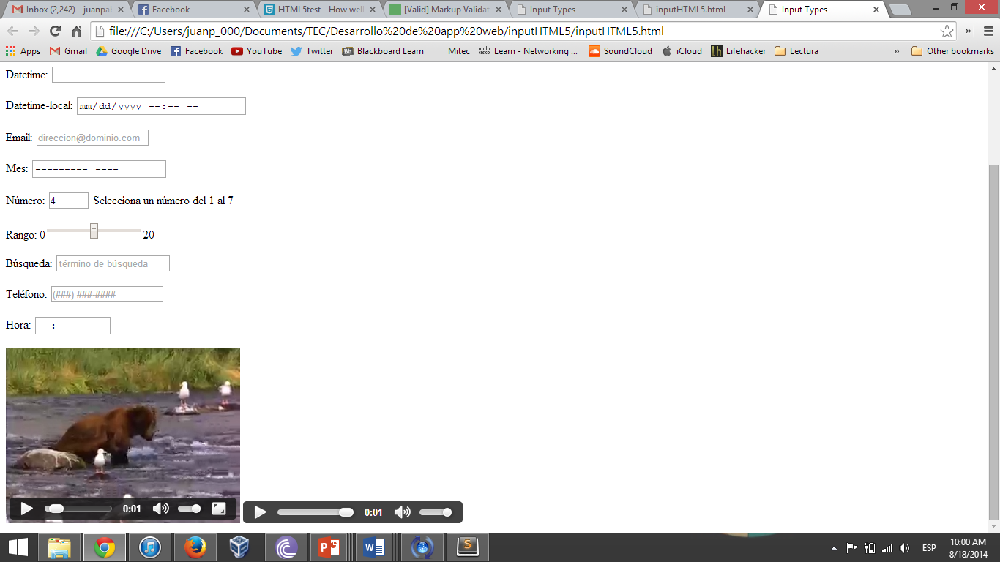 Inbox (2,242) - juanpal
Facebook
HTML5test - How well
[Valid] Markup Validat
Input Types
inputHTML5.html
Input Types
file:///C:/Users/juanp_000/Documents/TEC/Desarrollo%20de%20app%20web/inputHTML5/inputHTML5.html
Apps Gmail Google Drive Facebook YouTube Twitter Blackboard Learn Mitec Learn - Networking ... SoundCloud iCloud Lifehacker Lectura » Other bookmarks
Datetime:
Datetime-local: mm/dd/yyyy --:-- --
Email: direccion@dominio.com
Mes: --------- ----
Número: 4 Selecciona un número del 1 al 7
Rango: 0 20
Búsqueda: término de búsqueda
Teléfono: (###) ###-####
Hora: --:-- --
0:01
0:01
ESP
10:00 AM
8/18/2014